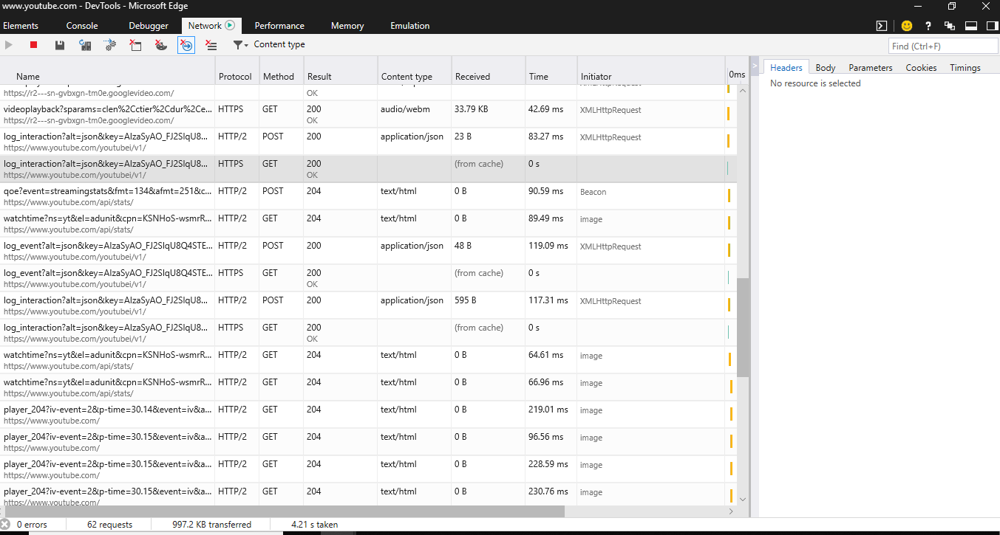 www.youtube.com - DevTools - Microsoft Edge
Elements Console Debugger Network Performance Memory Emulation
Content type
Find (Ctrl+F)
Name Protocol Method Result Content type Received Time Initiator 0ms
Headers Body Parameters Cookies Timings
No resource is selected
https://r2---sn-gvbxgn-tm0e.googlevideo.com/ OK
videoplayback?sparams=clen%2Cctier%2Cdur%2Ce... HTTPS GET 200 audio/webm 33.79 KB 42.69 ms XMLHttpRequest
https://r2---sn-gvbxgn-tm0e.googlevideo.com/ OK
log_interaction?alt=json&key=AIzaSyAO_FJ2SlqU8... HTTP/2 POST 200 application/json 23 B 83.27 ms XMLHttpRequest
https://www.youtube.com/youtubei/v1/
log_interaction?alt=json&key=AIzaSyAO_FJ2SlqU8... HTTPS GET 200 (from cache) 0 s
https://www.youtube.com/youtubei/v1/ OK
qoe?event=streamingstats&fmt=134&afmt=251&c... HTTP/2 POST 204 text/html 0 B 90.59 ms Beacon
https://www.youtube.com/api/stats/
watchtime?ns=yt&el=adunit&cpn=KSNHoS-wsmrR... HTTP/2 GET 204 text/html 0 B 89.49 ms image
https://www.youtube.com/api/stats/
log_event?alt=json&key=AIzaSyAO_FJ2SlqU8Q4STE... HTTP/2 POST 200 application/json 48 B 119.09 ms XMLHttpRequest
https://www.youtube.com/youtubei/v1/
log_event?alt=json&key=AIzaSyAO_FJ2SlqU8Q4STE... HTTPS GET 200 (from cache) 0 s
https://www.youtube.com/youtubei/v1/ OK
log_interaction?alt=json&key=AIzaSyAO_FJ2SlqU8... HTTP/2 POST 200 application/json 595 B 117.31 ms XMLHttpRequest
https://www.youtube.com/youtubei/v1/
log_interaction?alt=json&key=AIzaSyAO_FJ2SlqU8... HTTPS GET 200 (from cache) 0 s
https://www.youtube.com/youtubei/v1/ OK
watchtime?ns=yt&el=adunit&cpn=KSNHoS-wsmrR... HTTP/2 GET 204 text/html 0 B 64.61 ms image
https://www.youtube.com/api/stats/
watchtime?ns=yt&el=adunit&cpn=KSNHoS-wsmrR... HTTP/2 GET 204 text/html 0 B 66.96 ms image
https://www.youtube.com/api/stats/
player_204?iv-event=2&p-time=30.14&event=iv&a... HTTP/2 GET 204 text/html 0 B 219.01 ms image
https://www.youtube.com/
player_204?iv-event=2&p-time=30.15&event=iv&a... HTTP/2 GET 204 text/html 0 B 96.56 ms image
https://www.youtube.com/
player_204?iv-event=2&p-time=30.15&event=iv&a... HTTP/2 GET 204 text/html 0 B 228.59 ms image
https://www.youtube.com/
player_204?iv-event=2&p-time=30.15&event=iv&a... HTTP/2 GET 204 text/html 0 B 230.76 ms image
https://www.youtube.com/
0 errors 62 requests 997.2 KB transferred 4.21 s taken